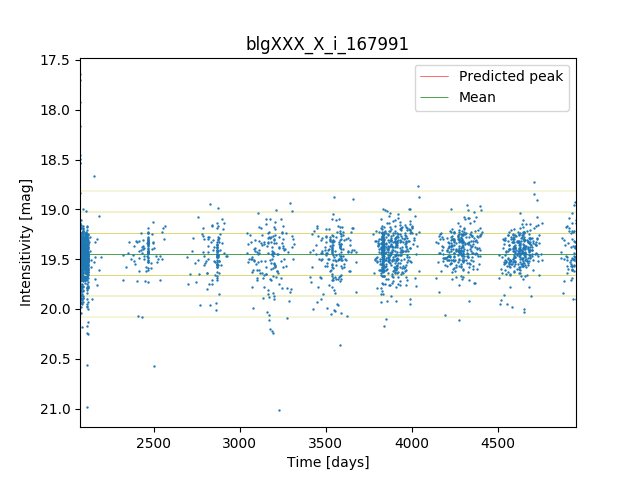 blgXXX_X_i_167991
Predicted peak
Mean
Intensitivity [mag]
17.5
18.0
18.5
19.0
19.5
20.0
20.5
21.0
2500
3000
3500
4000
4500
Time [days]